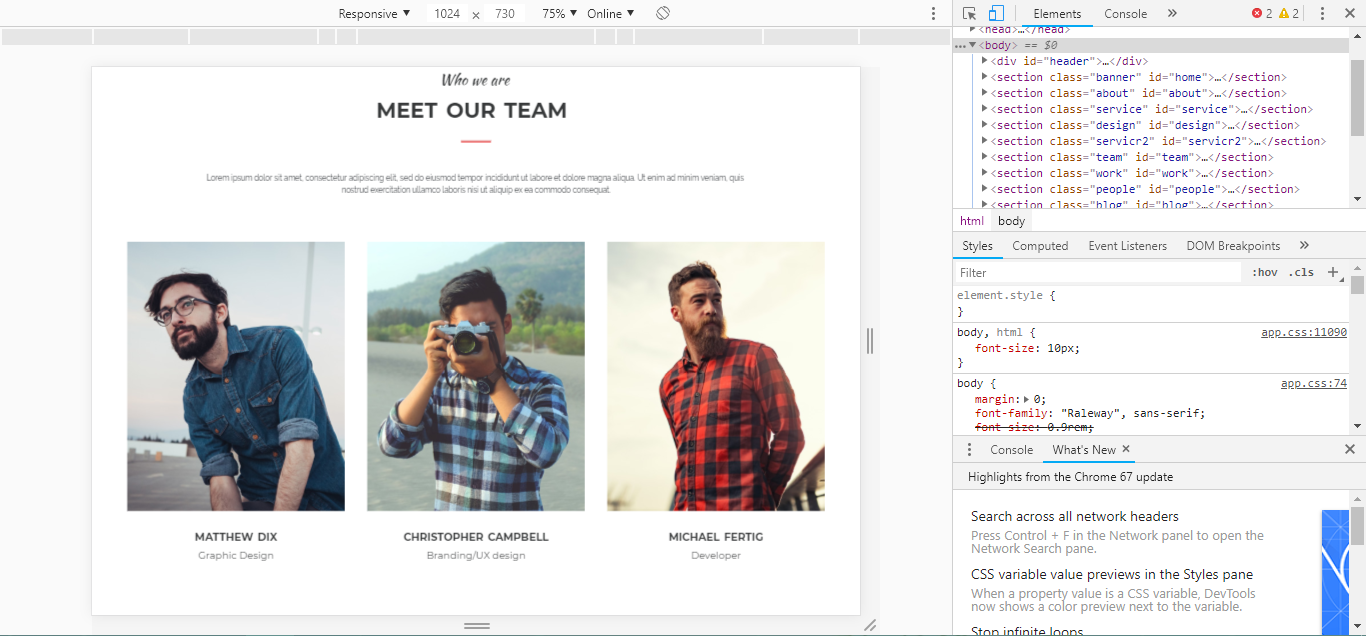 Responsive ▼ 1024 × 730 75% ▼ Online ▼
Who we are
MEET OUR TEAM
Lorem ipsum dolor sit amet, consectetur adipiscing elit, sed do eiusmod tempor incididunt ut labore et dolore magna aliqua. Ut enim ad minim veniam, quis
nostrud exercitation ullamco laboris nisi ut aliquip ex ea commodo consequat.
MATTHEW DIX
Graphic Design
CHRISTOPHER CAMPBELL
Branding/UX design
MICHAEL FERTIG
Developer
Elements Console » 2 2
<head>…</head>
… ▼<body> == $0
▶<div id="header">…</div>
▶<section class="banner" id="home">…</section>
▶<section class="about" id="about">…</section>
▶<section class="service" id="service">…</section>
▶<section class="design" id="design">…</section>
▶<section class="servicr2" id="servicr2">…</section>
▶<section class="team" id="team">…</section>
▶<section class="work" id="work">…</section>
▶<section class="people" id="people">…</section>
▶<section class="blog" id="blog">…</section>
html body
Styles Computed Event Listeners DOM Breakpoints »
Filter :hov .cls +
element.style {
}
body, html { app.css:11090
font-size: 10px;
}
body { app.css:74
margin:▶ 0;
font-family: "Raleway", sans-serif;
font-size: 0.9rem;
Console What's New ×
Highlights from the Chrome 67 update
Search across all network headers
Press Control + F in the Network panel to open the
Network Search pane.
CSS variable value previews in the Styles pane
When a property value is a CSS variable, DevTools
now shows a color preview next to the variable.
Stop infinite loops